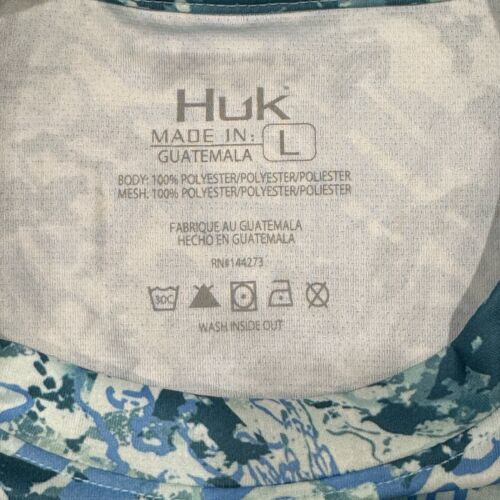 Huk
MADE IN: L
GUATEMALA
BODY: 100% POLYESTER/POLYESTER/POLIESTER
MESH: 100% POLYESTER/POLYESTER/POLIESTER
FABRIQUE AU GUATEMALA
HECHO EN GUATEMALA
RN#144273
30C
WASH INSIDE OUT